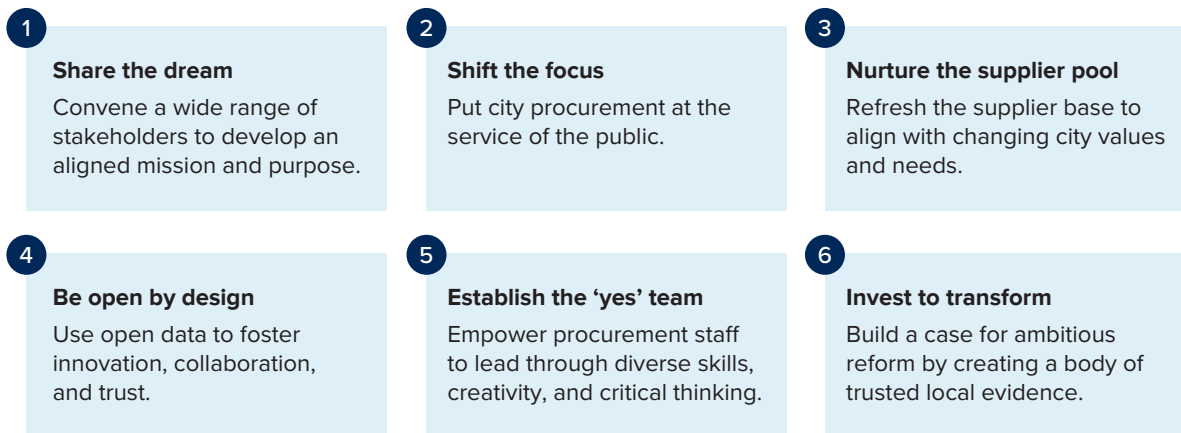 1
Share the dream
Convene a wide range of
stakeholders to develop an
aligned mission and purpose.
2
Shift the focus
Put city procurement at the
service of the public.
3
Nurture the supplier pool
Refresh the supplier base to
align with changing city values
and needs.
4
Be open by design
Use open data to foster
innovation, collaboration,
and trust.
5
Establish the ‘yes’ team
Empower procurement staff
to lead through diverse skills,
creativity, and critical thinking.
6
Invest to transform
Build a case for ambitious
reform by creating a body of
trusted local evidence.